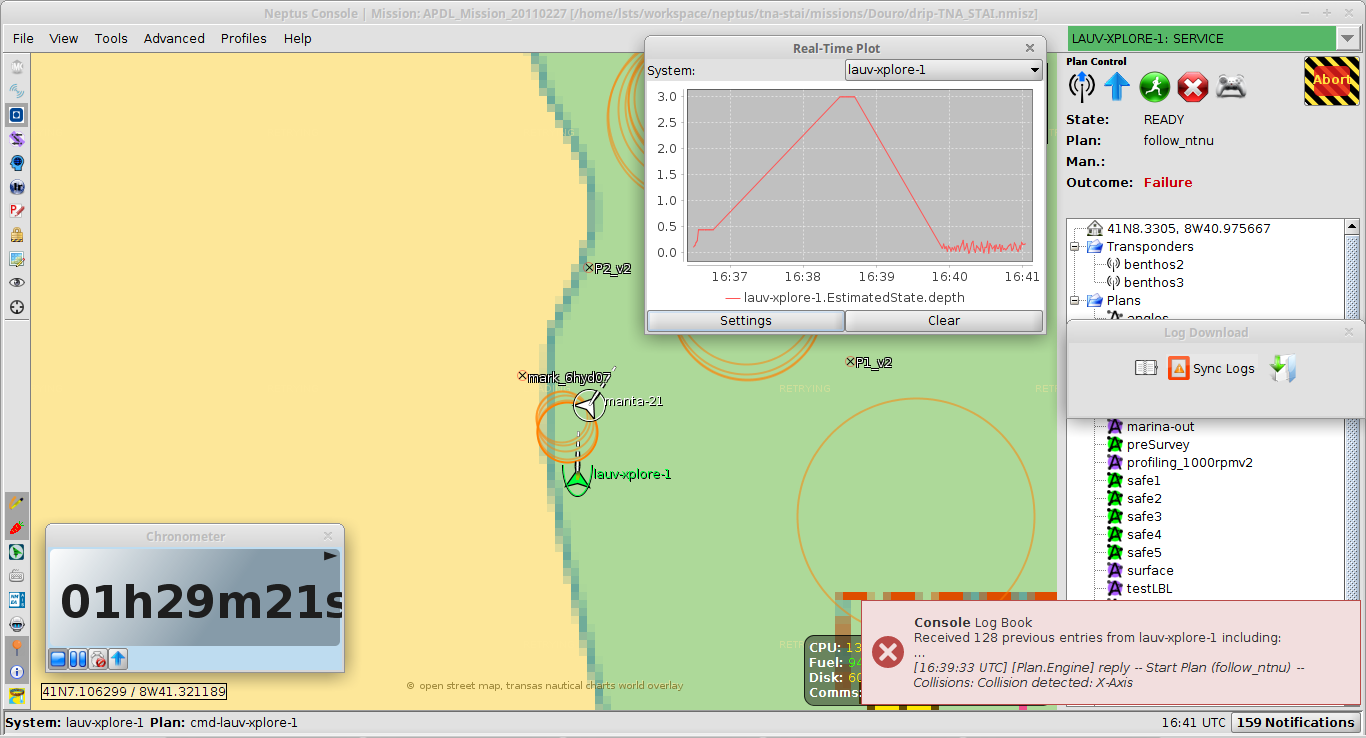 Neptus Console | Mission: APDL_Mission_20110227 [/home/lsts/workspace/neptus/tna-stai/missions/Douro/drip-TNA_STAI.nmisz]
File View Tools Advanced Profiles Help
LAUV-XPLORE-1: SERVICE
Plan Control
Abort
State: READY
Plan: follow_ntnu
Man.:
Outcome: Failure
Real-Time Plot
System: lauv-xplore-1
3.0
2.5
2.0
1.5
1.0
0.5
0.0
16:37 16:38 16:39 16:40 16:41
lauv-xplore-1.EstimatedState.depth
Settings Clear
41N8.3305, 8W40.975667
Transponders
benthos2
benthos3
Plans
angles
Log Download
Sync Logs
marina-out
preSurvey
profiling_1000rpmv2
safe1
safe2
safe3
safe4
safe5
surface
testLBL
P2_v2
P1_v2
mark_6hyd07
manta-21
lauv-xplore-1
RETRYING
Chronometer
01h29m21s
41N7.106299 / 8W41.321189
© open street map, transas nautical charts world overlay
CPU: 13
Fuel: 94
Disk: 60
Comms:
Console Log Book
Received 128 previous entries from lauv-xplore-1 including:
...
[16:39:33 UTC] [Plan.Engine] reply -- Start Plan (follow_ntnu) --
Collisions: Collision detected: X-Axis
System: lauv-xplore-1 Plan: cmd-lauv-xplore-1
16:41 UTC 159 Notifications